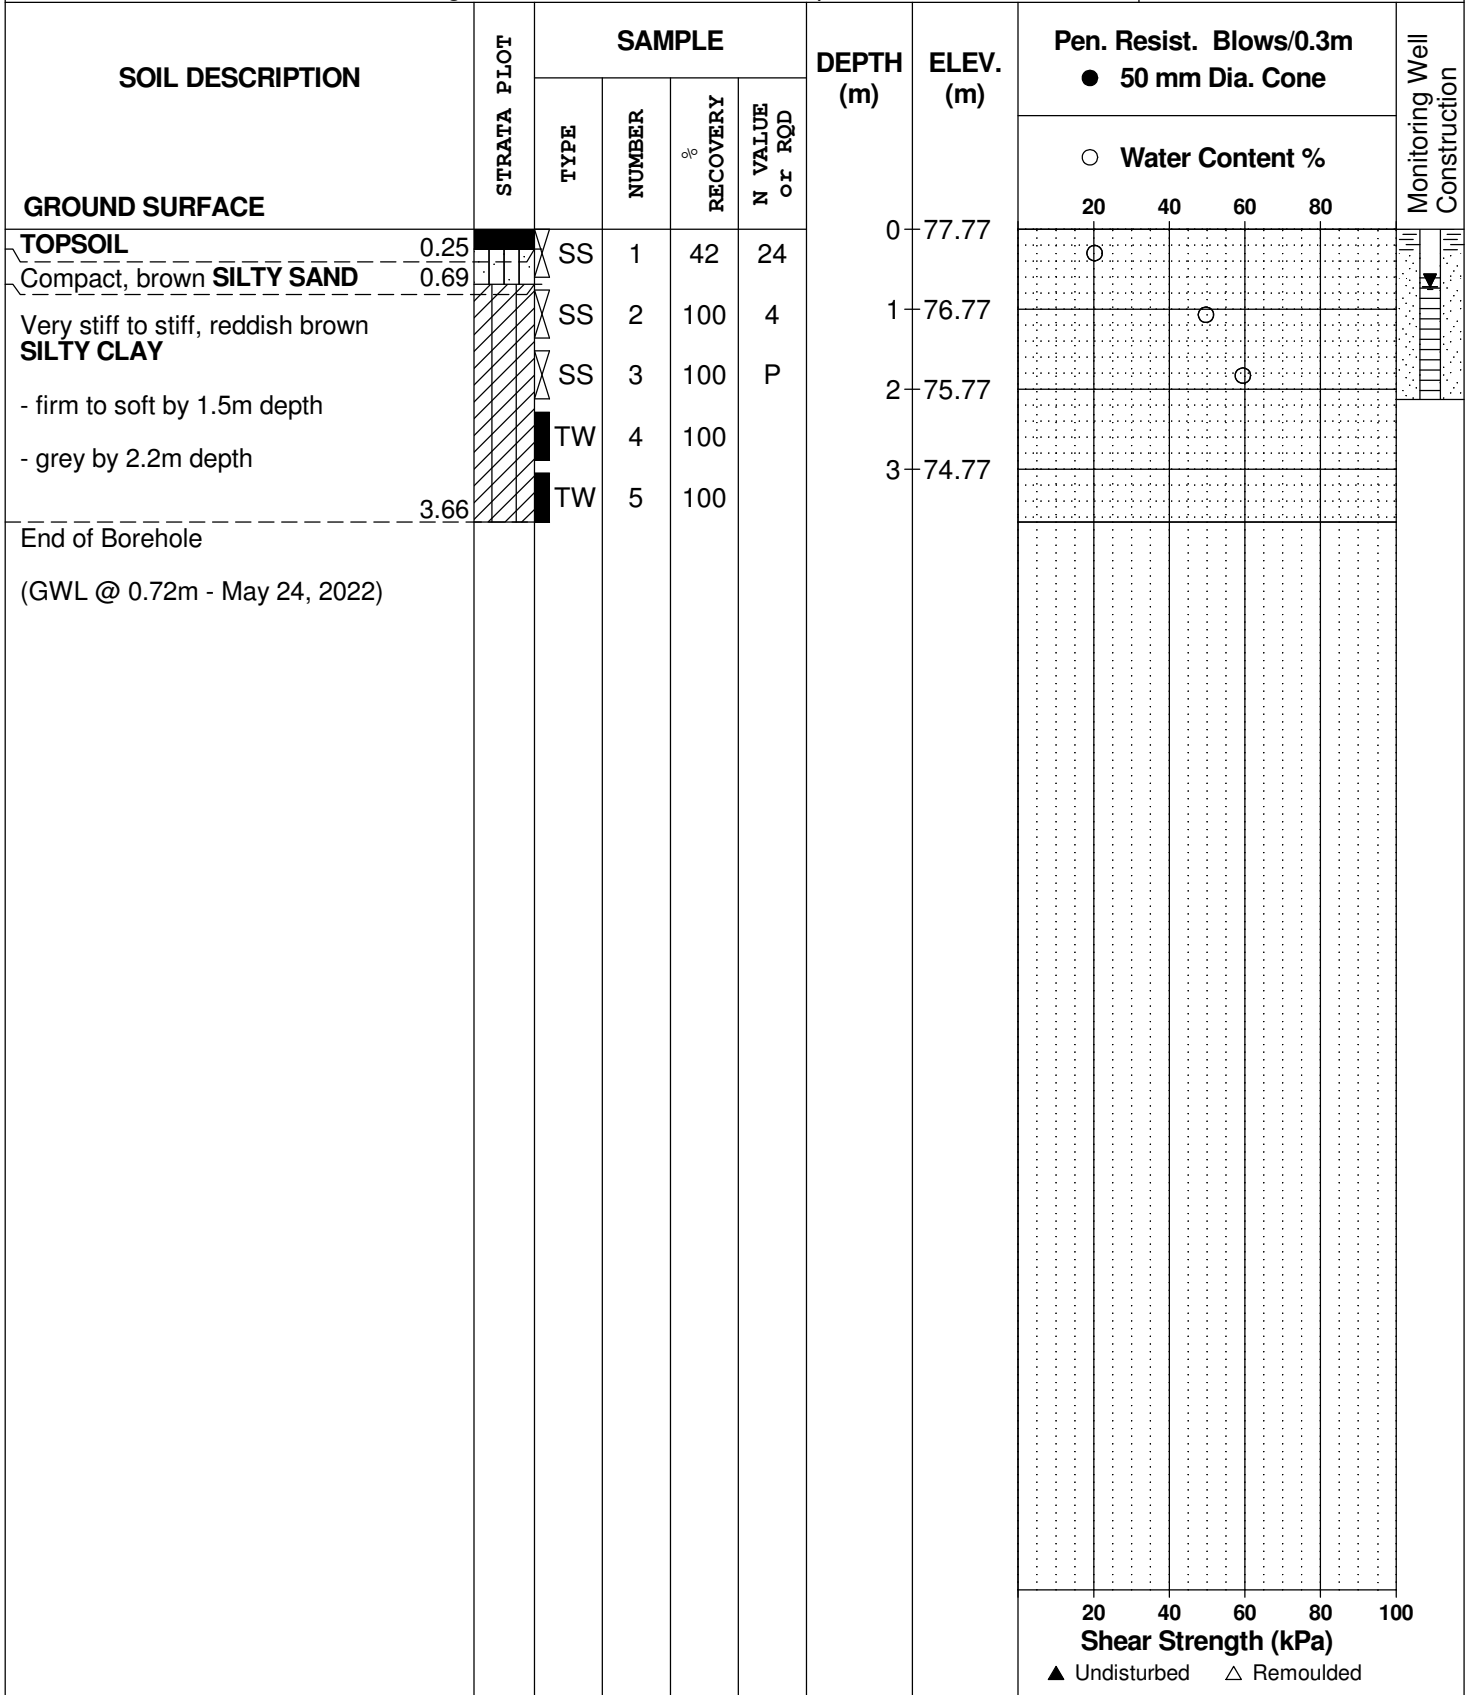 SOIL DESCRIPTION
GROUND SURFACE
STRATA PLOT
SAMPLE
TYPE
NUMBER
%
RECOVERY
N VALUE
or RQD
DEPTH
(m)
ELEV.
(m)
Pen. Resist. Blows/0.3m
● 50 mm Dia. Cone
○ Water Content %
20 40 60 80
Monitoring Well
Construction
0 77.77
TOPSOIL 0.25
SS 1 42 24
Compact, brown SILTY SAND 0.69
1 76.77
SS 2 100 4
Very stiff to stiff, reddish brown
SILTY CLAY
SS 3 100 P
2 75.77
- firm to soft by 1.5m depth
TW 4 100
- grey by 2.2m depth
3 74.77
TW 5 100
3.66
End of Borehole
(GWL @ 0.72m - May 24, 2022)
20 40 60 80 100
Shear Strength (kPa)
▲ Undisturbed △ Remoulded